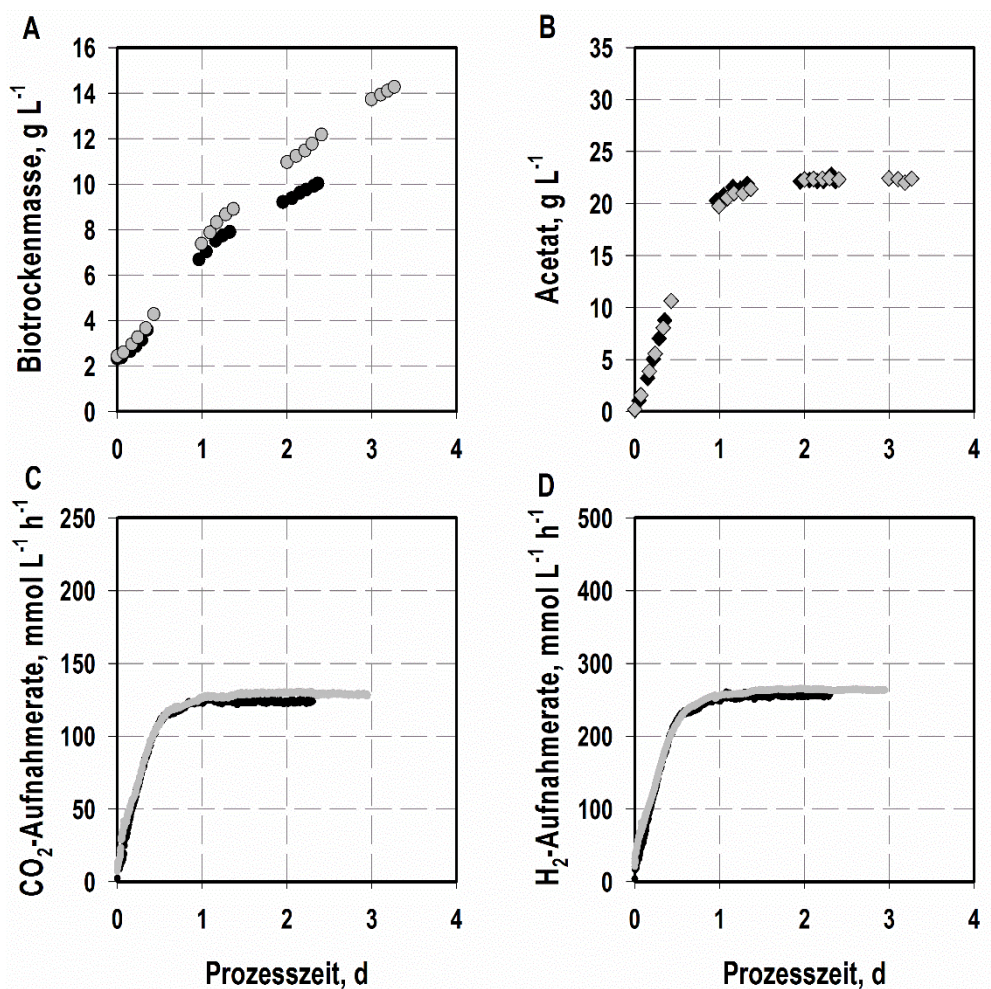 A
Biotrockenmasse, g L⁻¹
16
14
12
10
8
6
4
2
0
0 1 2 3 4
B
Acetat, g L⁻¹
35
30
25
20
15
10
5
0
0 1 2 3 4
C
CO₂-Aufnahmerate, mmol L⁻¹ h⁻¹
250
200
150
100
50
0
0 1 2 3 4
Prozesszeit, d
D
H₂-Aufnahmerate, mmol L⁻¹ h⁻¹
500
400
300
200
100
0
0 1 2 3 4
Prozesszeit, d